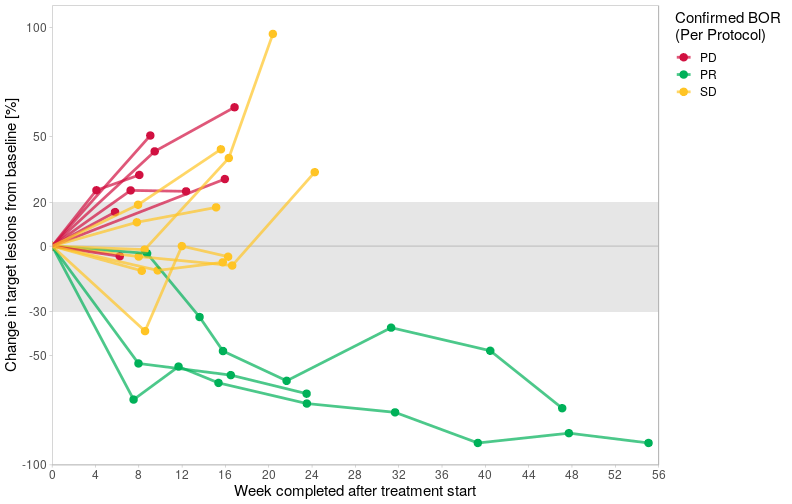 Change in target lesions from baseline [%]
100
50
20
0
-30
-50
-100
0 4 8 12 16 20 24 28 32 36 40 44 48 52 56
Week completed after treatment start
Confirmed BOR
(Per Protocol)
PD
PR
SD